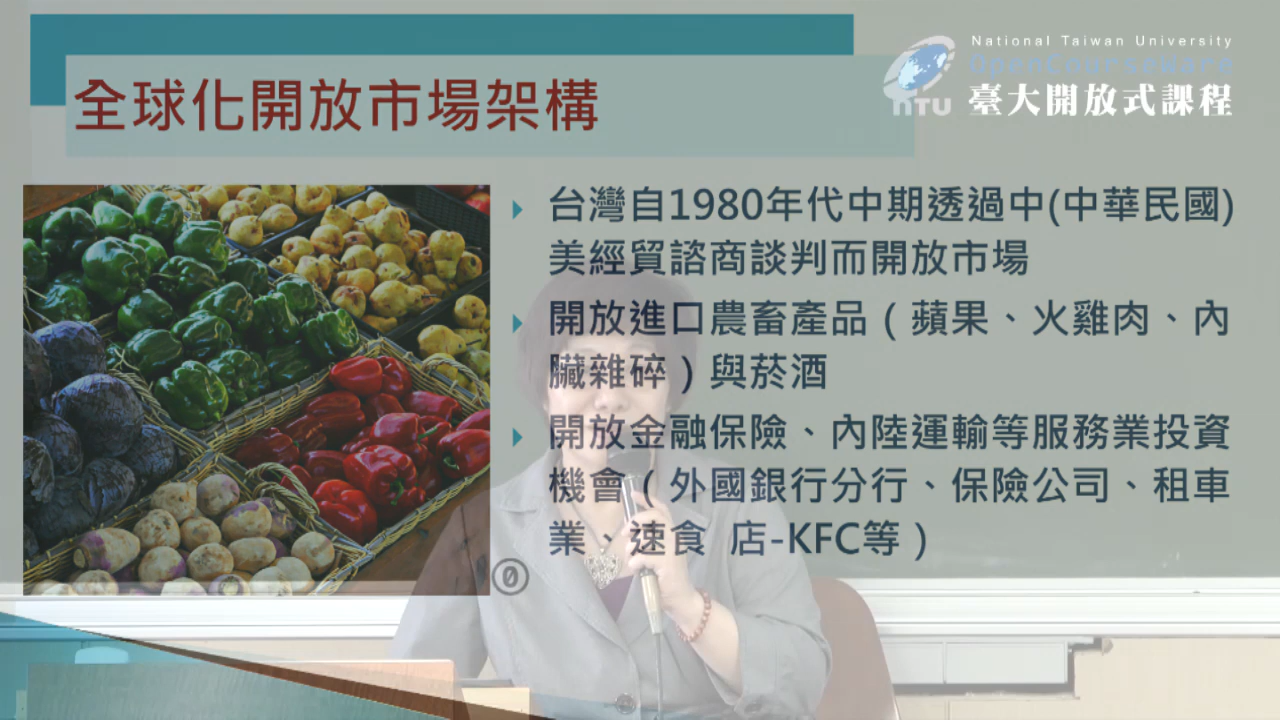 National Taiwan University
OpenCourseWare
NTU
臺大開放式課程
全球化開放市場架構
台灣自1980年代中期透過中(中華民國)
美經貿諮商談判而開放市場
開放進口農畜產品（蘋果、火雞肉、內
臟雜碎）與菸酒
開放金融保險、內陸運輸等服務業投資
機會（外國銀行分行、保險公司、租車
業、速食 店-KFC等）